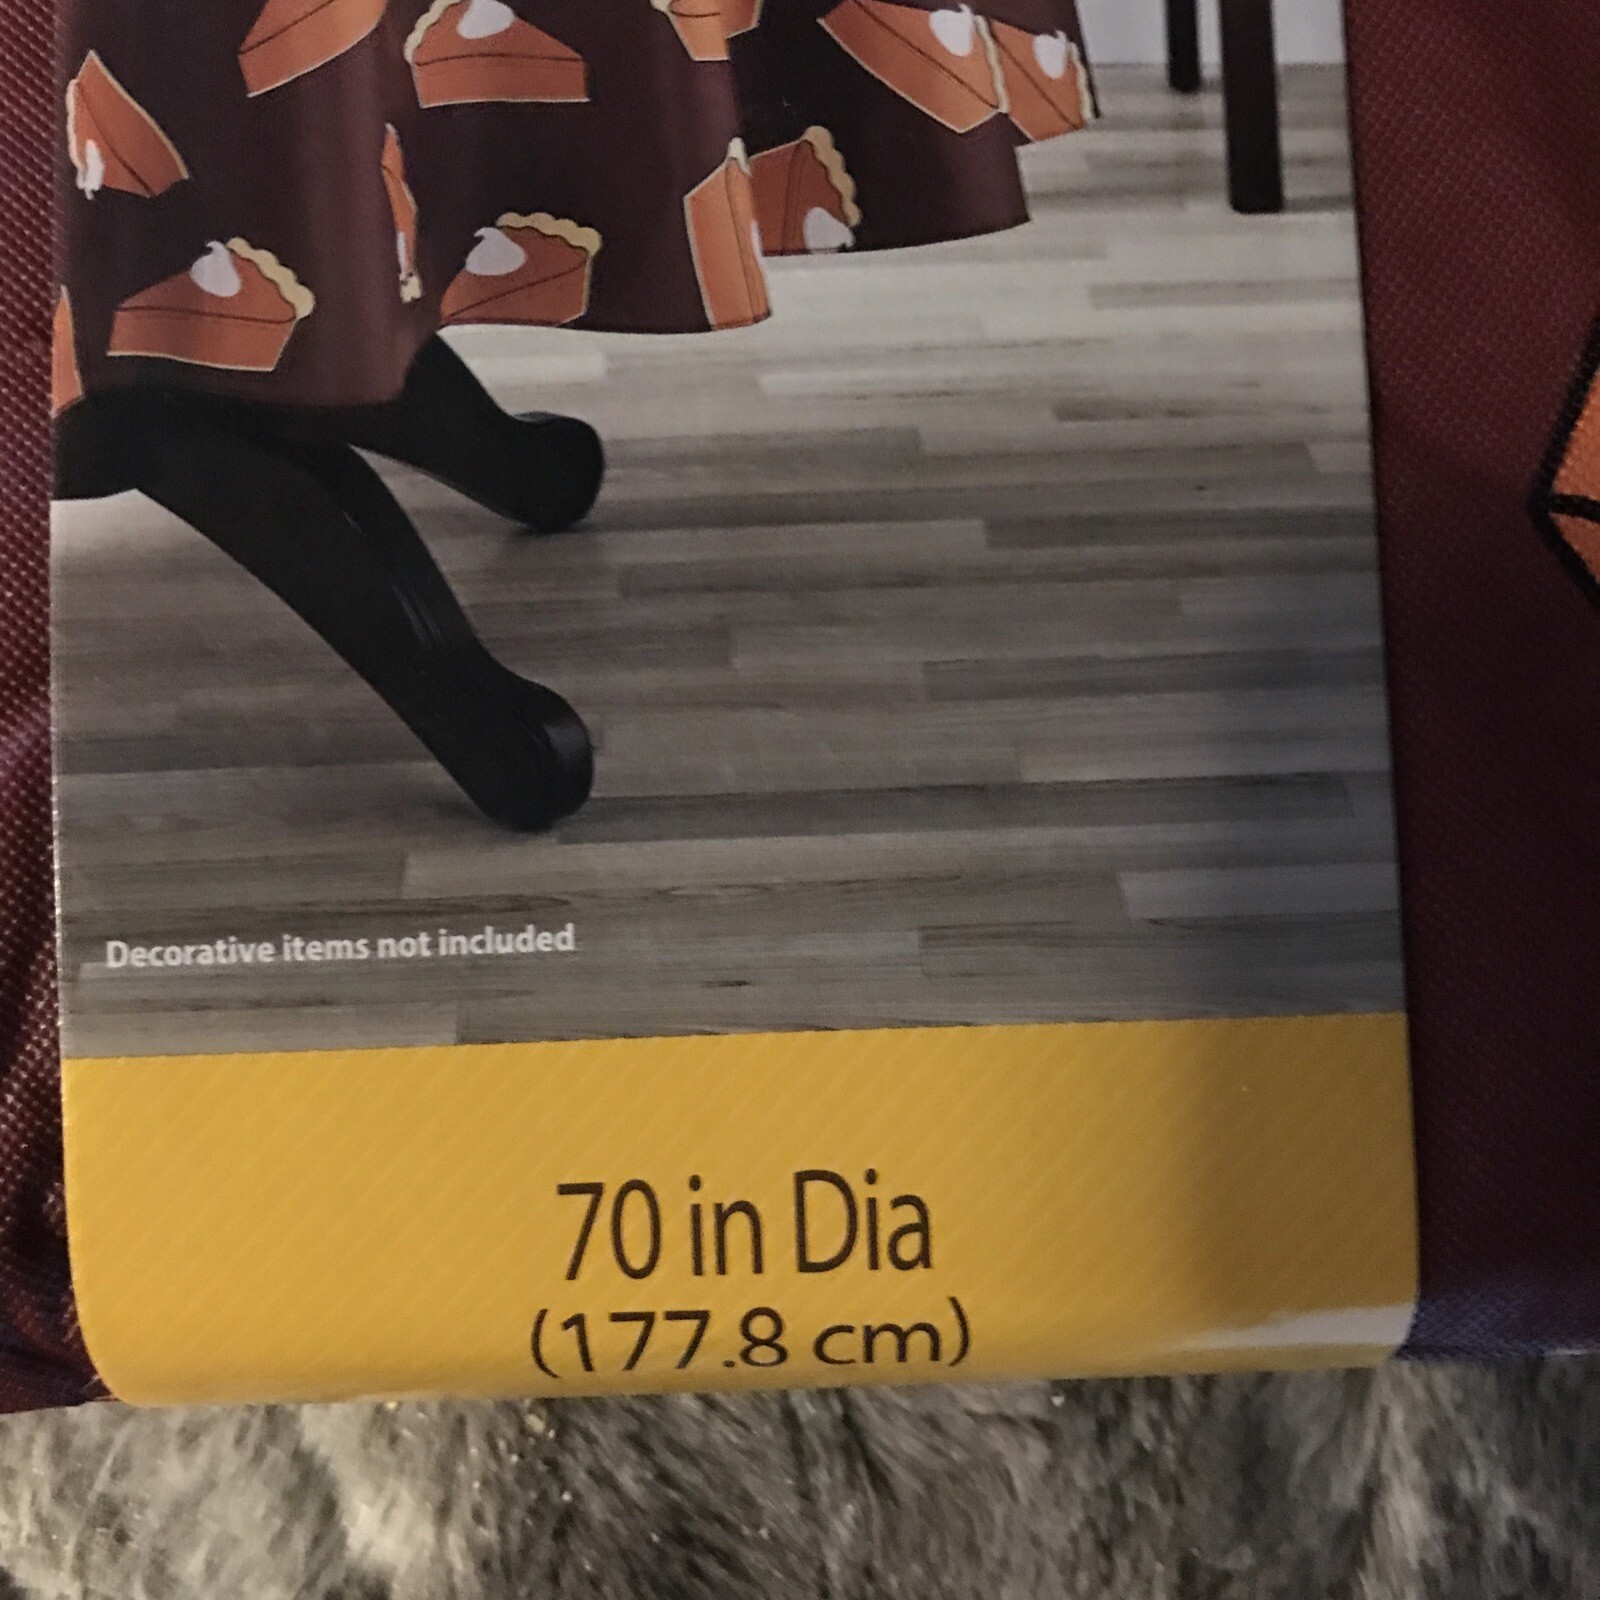 Decorative items not included
70 in Dia
(177.8 cm)